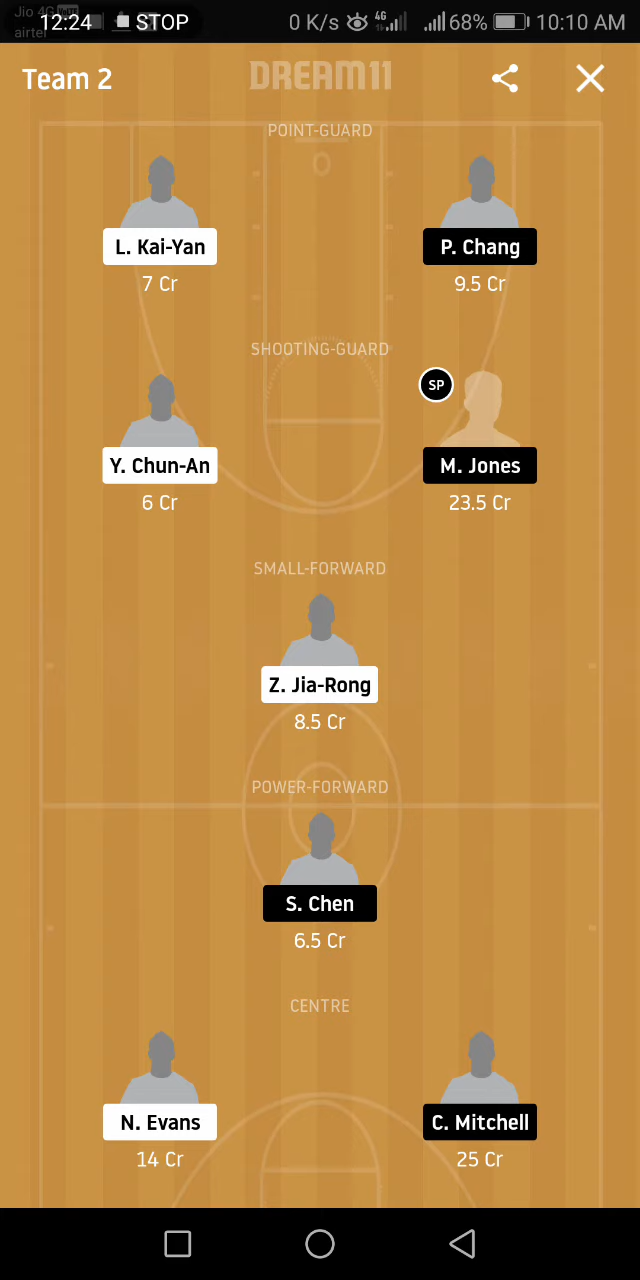 Jio 4G VoLTE
airtel
12:24 STOP 0 K/s 4G 68% 10:10 AM
Team 2 DREAM11
POINT-GUARD
L. Kai-Yan P. Chang
7 Cr 9.5 Cr
SHOOTING-GUARD
SP
Y. Chun-An M. Jones
6 Cr 23.5 Cr
SMALL-FORWARD
Z. Jia-Rong
8.5 Cr
POWER-FORWARD
S. Chen
6.5 Cr
CENTRE
N. Evans C. Mitchell
14 Cr 25 Cr